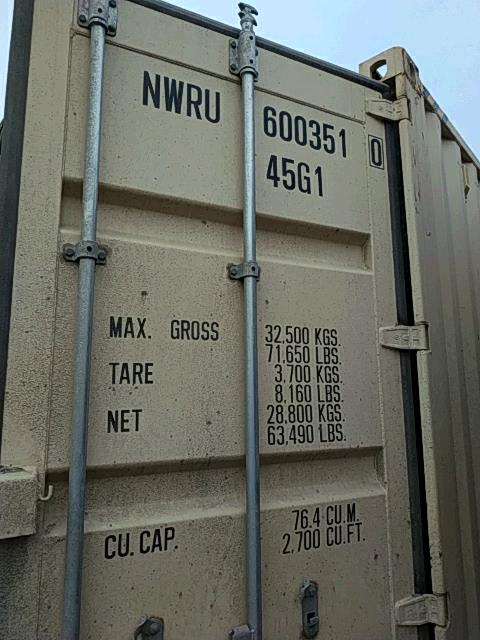 NWRU 600351 0
45G1
MAX. GROSS 32,500 KGS.
71,650 LBS.
TARE 3,700 KGS.
8,160 LBS.
NET 28,800 KGS.
63,490 LBS.
CU. CAP. 76.4 CU.M.
2,700 CU.FT.